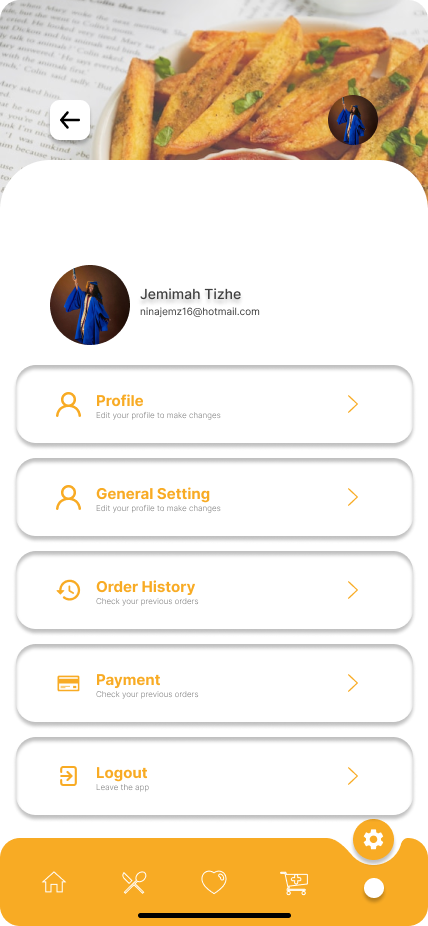 Jemimah Tizhe
ninajemz16@hotmail.com
Profile
Edit your profile to make changes
General Setting
Edit your profile to make changes
Order History
Check your previous orders
Payment
Check your previous orders
Logout
Leave the app